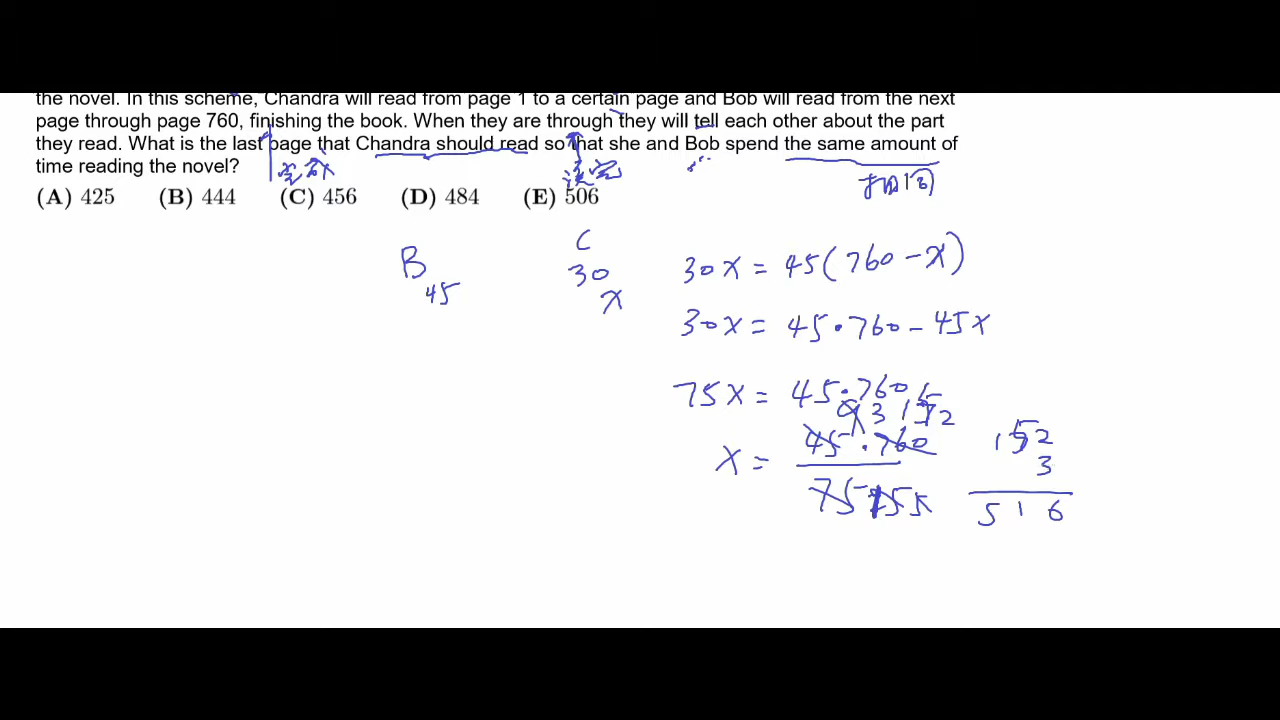 the novel. In this scheme, Chandra will read from page 1 to a certain page and Bob will read from the next
page through page 760, finishing the book. When they are through they will tell each other about the part
they read. What is the last page that Chandra should read so that she and Bob spend the same amount of
time reading the novel?
(A) 425 (B) 444 (C) 456 (D) 484 (E) 506
B
45
C
30
X
30X = 45(760 - X)
30X = 45·760 - 45X
75X = 45·760
X = 45·760
75
152
3
516